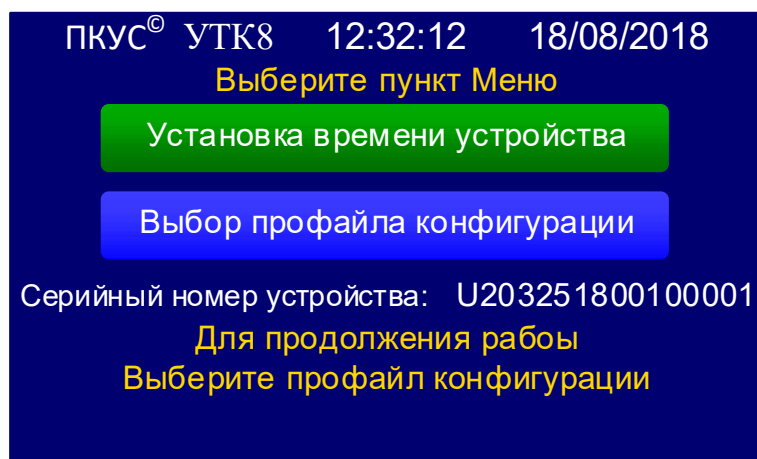 ПКУС© УТК8 12:32:12 18/08/2018
Выберите пункт Меню
Установка времени устройства
Выбор профайла конфигурации
Серийный номер устройства: U203251800100001
Для продолжения рабоы
Выберите профайл конфигурации